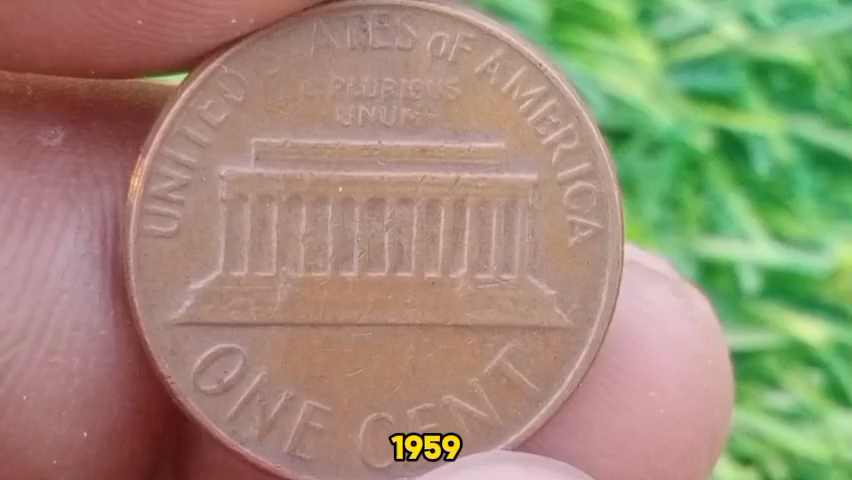 UNITED STATES OF AMERICA
E PLURIBUS
UNUM
ONE CENT
1959